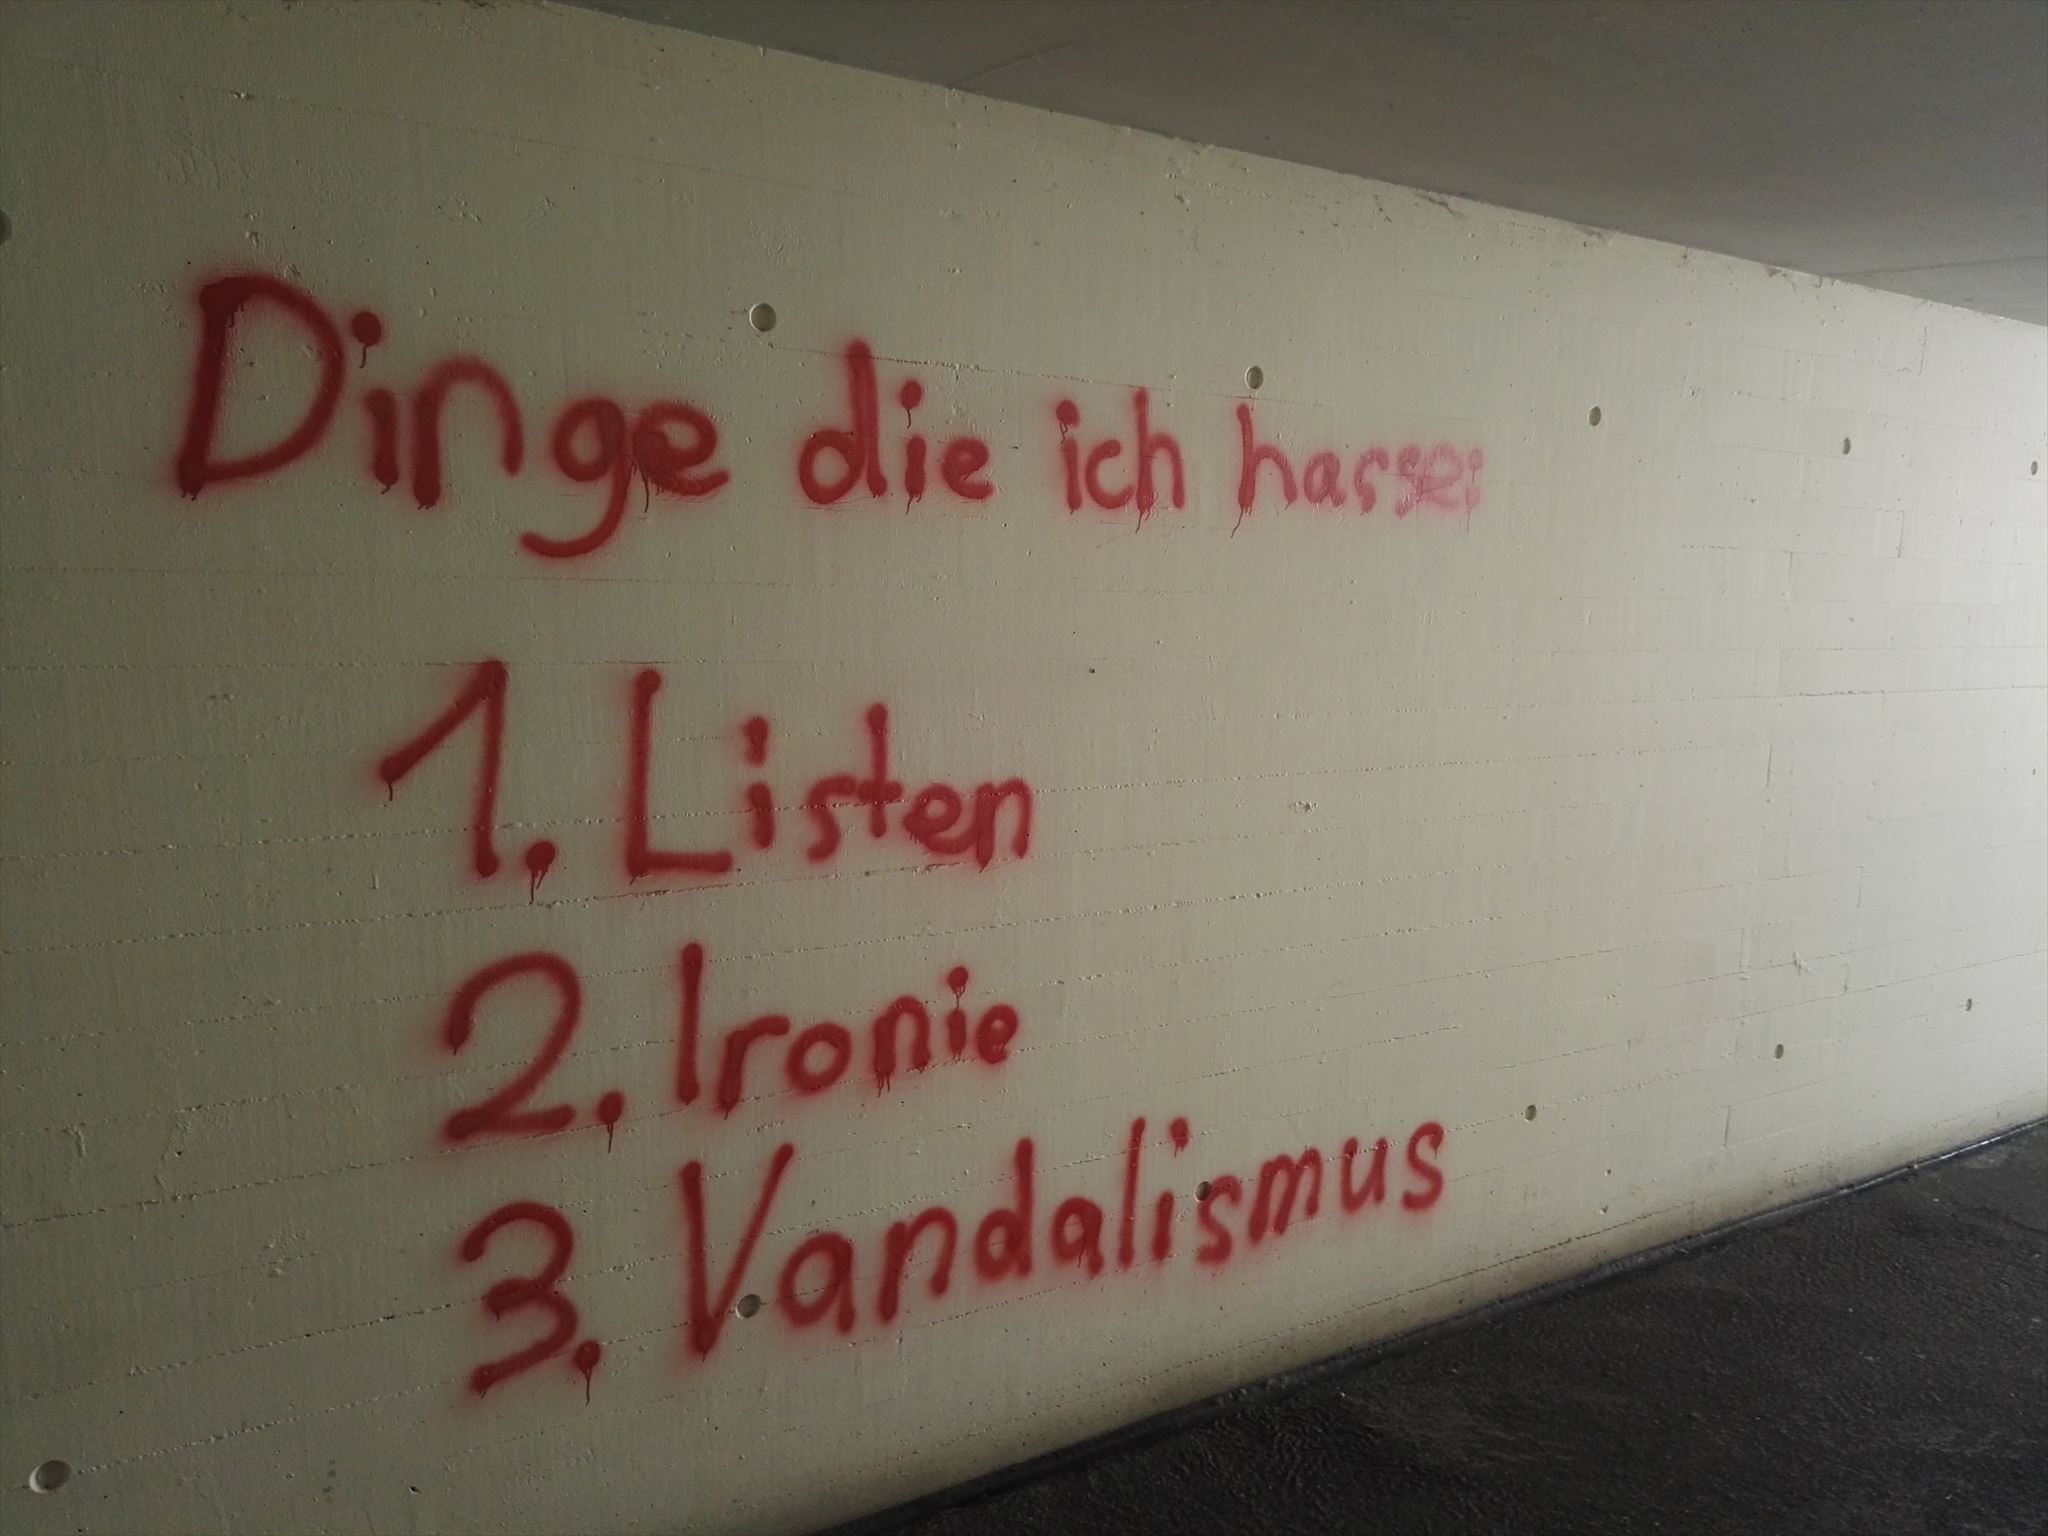 Dinge die ich hasse:
1. Listen
2. Ironie
3. Vandalismus